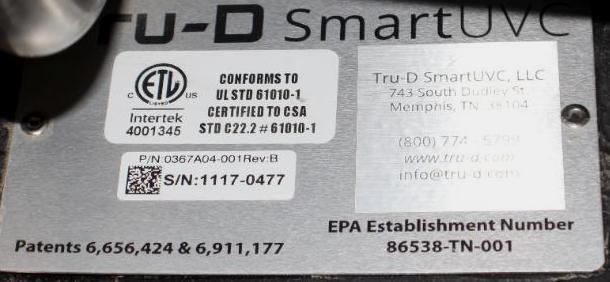 Tru-D SmartUVC
ETL
C US
LISTED
Intertek
4001345
CONFORMS TO
UL STD 61010-1
CERTIFIED TO CSA
STD C22.2 # 61010-1
P/N:0367A04-001Rev:B
S/N:1117-0477
Tru-D SmartUVC, LLC
743 South Dudley St.
Memphis, TN 38104
(800) 774 - 5799
www.tru-d.com
info@tru-d.com
EPA Establishment Number
86538-TN-001
Patents 6,656,424 & 6,911,177